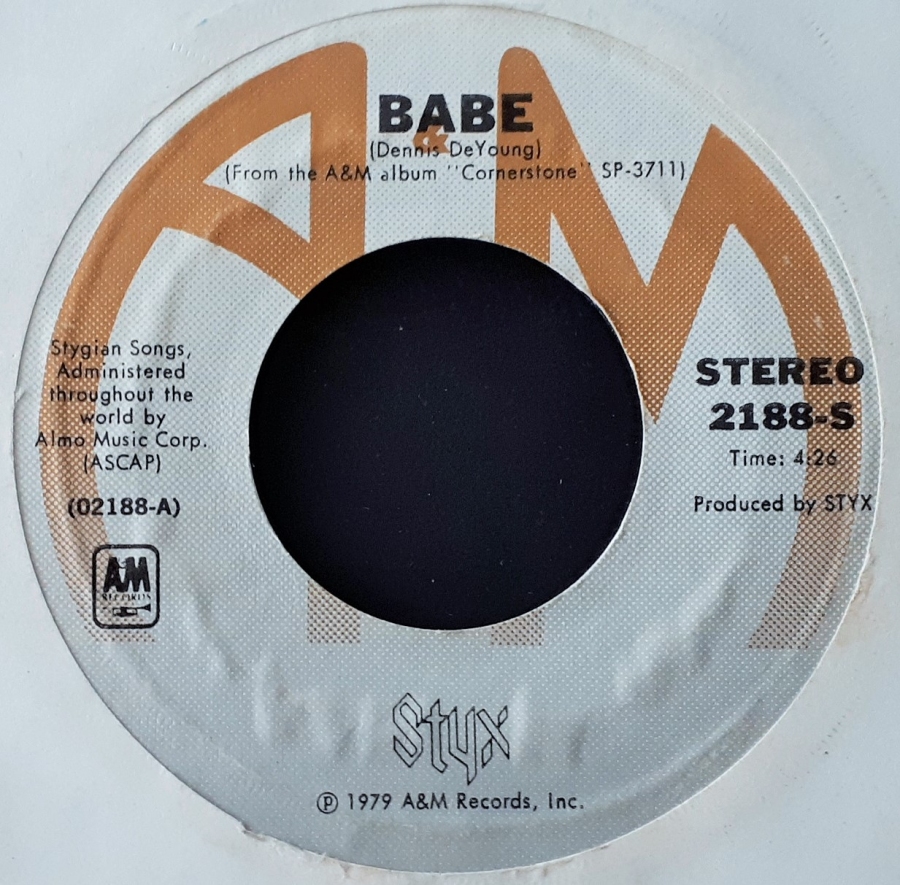 BABE
(Dennis DeYoung)
(From the A&M album "Cornerstone" SP-3711)
Stygian Songs,
Administered
throughout the
world by
Almo Music Corp.
(ASCAP)
(02188-A)
A&M
RECORDS
STEREO
2188-S
Time: 4:26
Produced by STYX
Styx
℗ 1979 A&M Records, Inc.